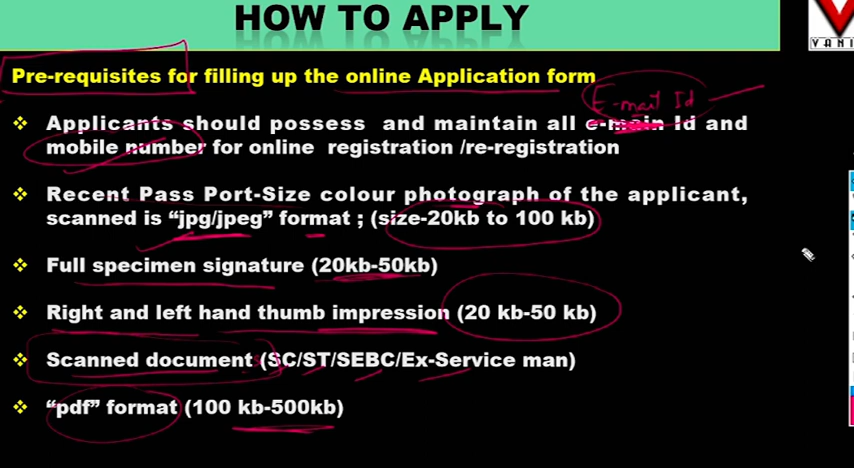 HOW TO APPLY
VANI
Pre-requisites for filling up the online Application form
E-mail Id
Applicants should possess and maintain all e-main Id and
mobile number for online registration /re-registration
Recent Pass Port-Size colour photograph of the applicant,
scanned is “jpg/jpeg” format ; (size-20kb to 100 kb)
Full specimen signature (20kb-50kb)
Right and left hand thumb impression (20 kb-50 kb)
Scanned document (SC/ST/SEBC/Ex-Service man)
“pdf” format (100 kb-500kb)